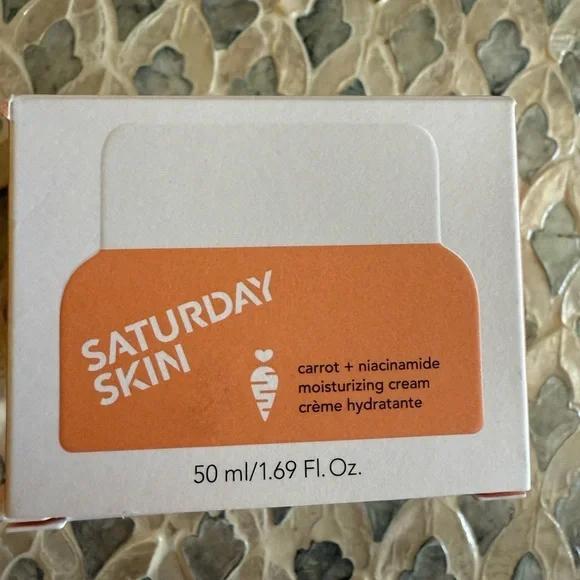 SATURDAY
SKIN
carrot + niacinamide
moisturizing cream
crème hydratante
50 ml/1.69 Fl. Oz.